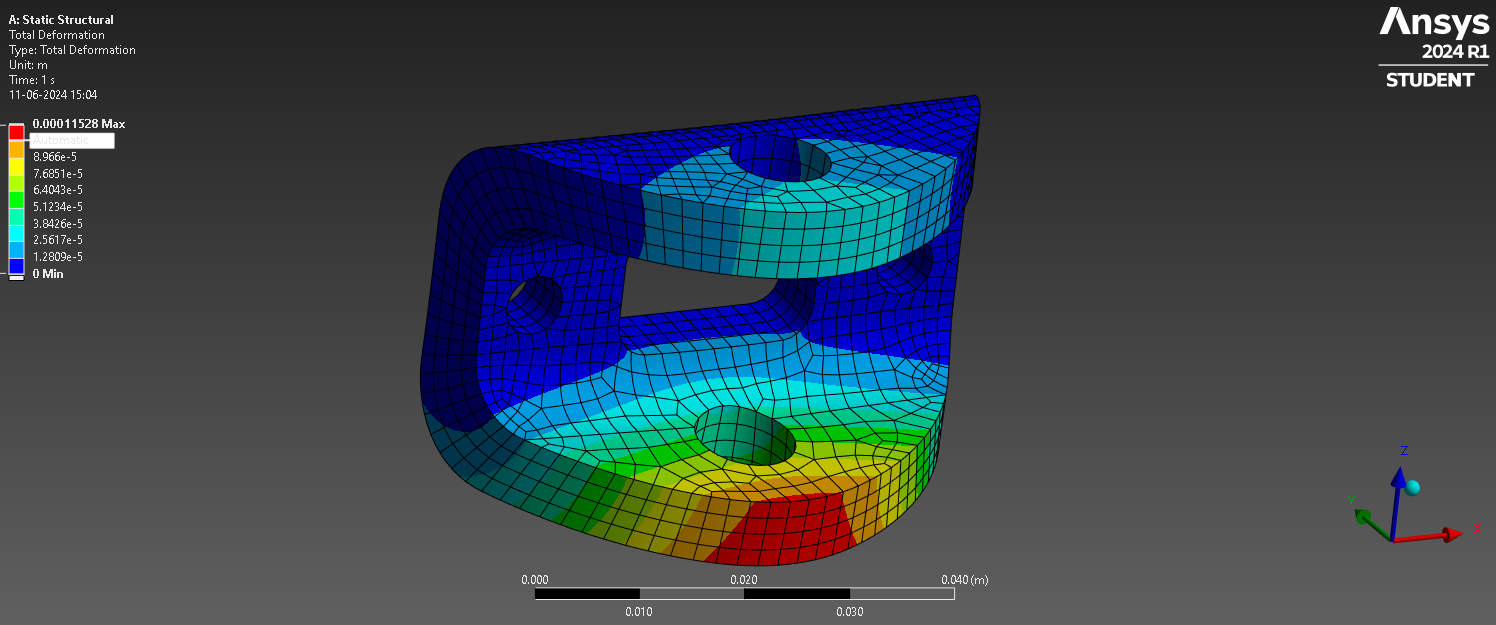 A: Static Structural
Total Deformation
Type: Total Deformation
Unit: m
Time: 1 s
11-06-2024 15:04
0.00011528 Max
Automatic
8.966e-5
7.6851e-5
6.4043e-5
5.1234e-5
3.8426e-5
2.5617e-5
1.2809e-5
0 Min
Ansys
2024 R1
STUDENT
Z
Y
X
0.000 0.020 0.040 (m)
0.010 0.030